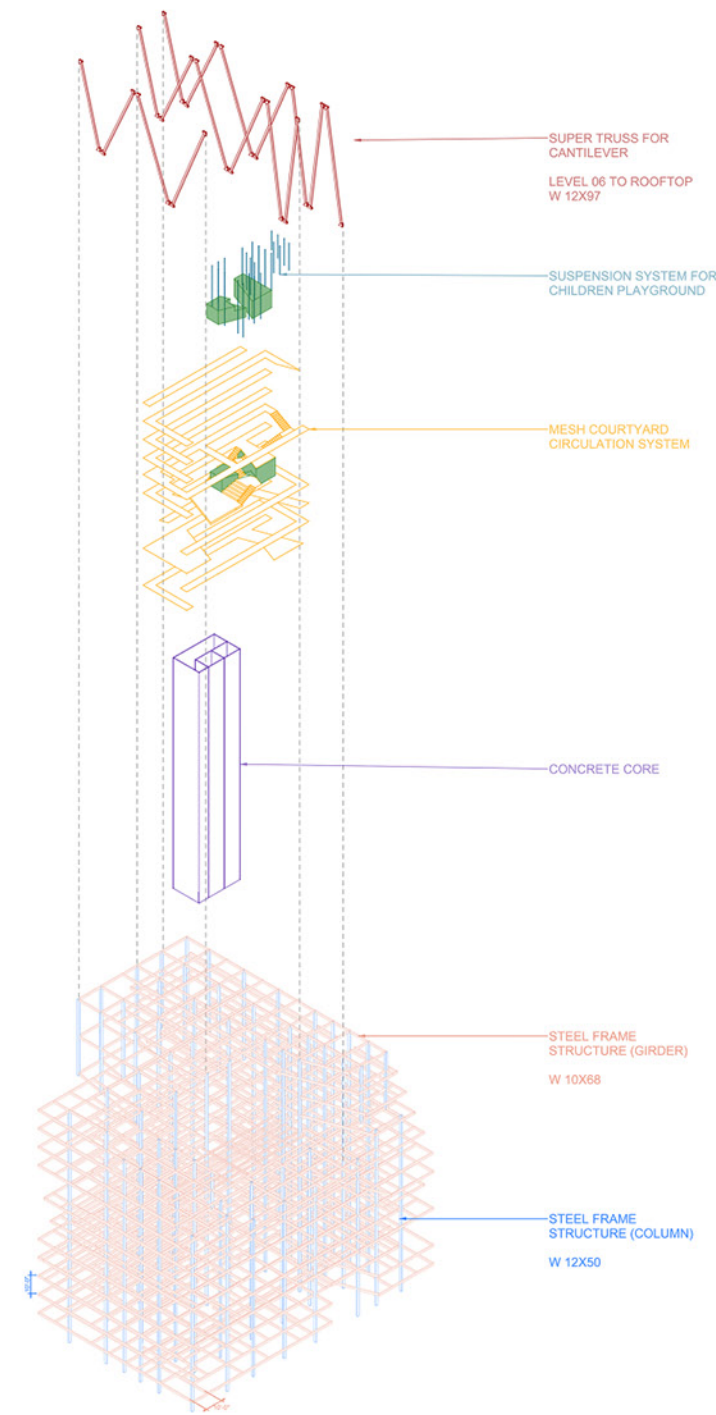 SUPER TRUSS FOR
CANTILEVER
LEVEL 06 TO ROOFTOP
W 12X97
SUSPENSION SYSTEM FOR
CHILDREN PLAYGROUND
MESH COURTYARD
CIRCULATION SYSTEM
CONCRETE CORE
STEEL FRAME
STRUCTURE (GIRDER)
W 10X68
STEEL FRAME
STRUCTURE (COLUMN)
W 12X50